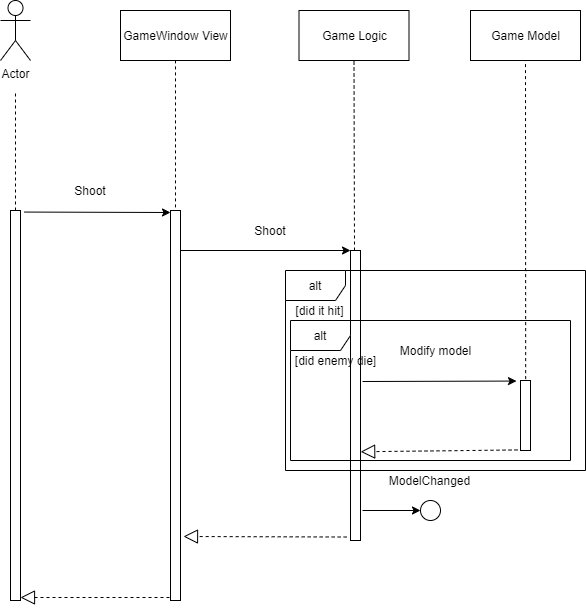 GameWindow View
Game Logic
Game Model
Actor
Shoot
Shoot
alt
[did it hit]
alt
[did enemy die]
Modify model
ModelChanged